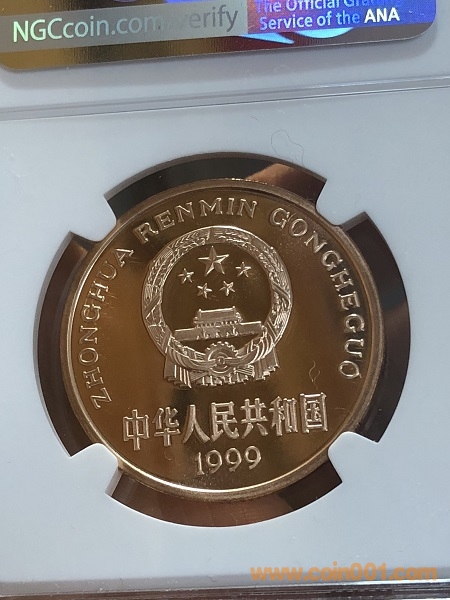 NGCcoin.com/verify
The Official Grading
Service of the ANA
ZHONGHUA RENMIN GONGHEGUO
中华人民共和国
1999
www.coin001.com